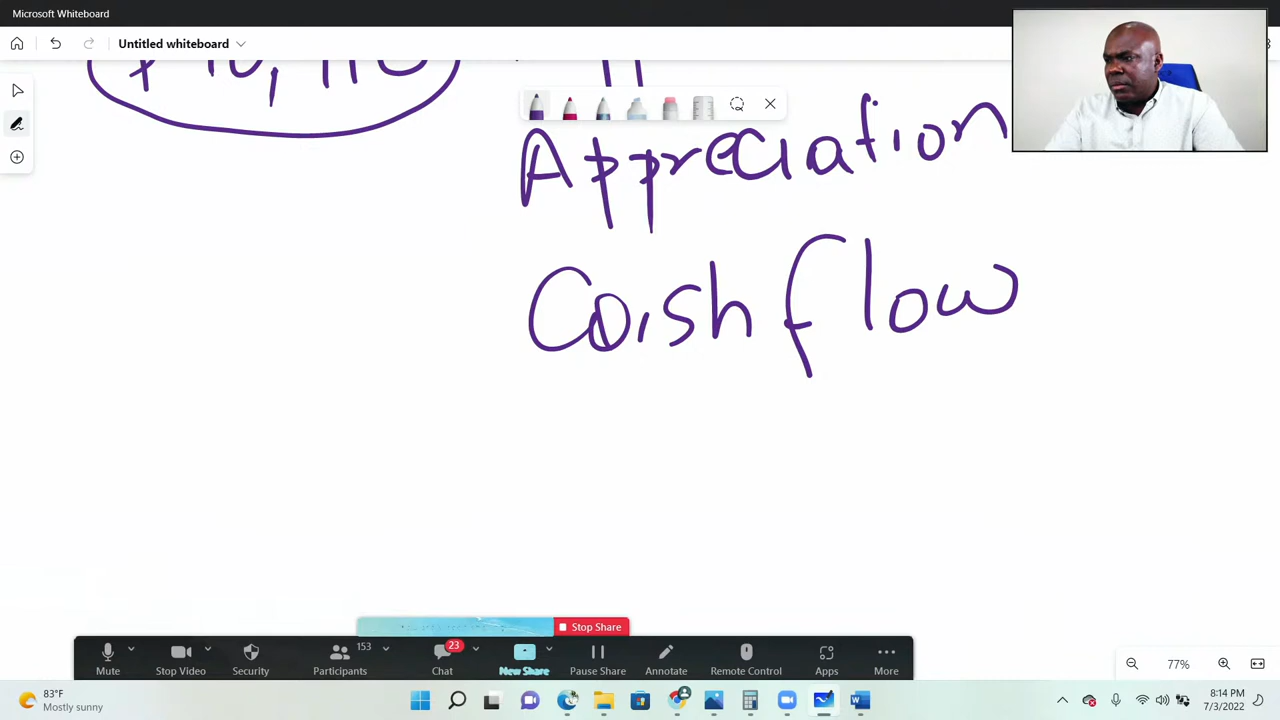 Microsoft Whiteboard
Untitled whiteboard
Appreciation
Cash flow
Stop Share
153
23
Mute
Stop Video
Security
Participants
Chat
New Share
Pause Share
Annotate
Remote Control
Apps
More
77%
83°F
Mostly sunny
8:14 PM
7/3/2022